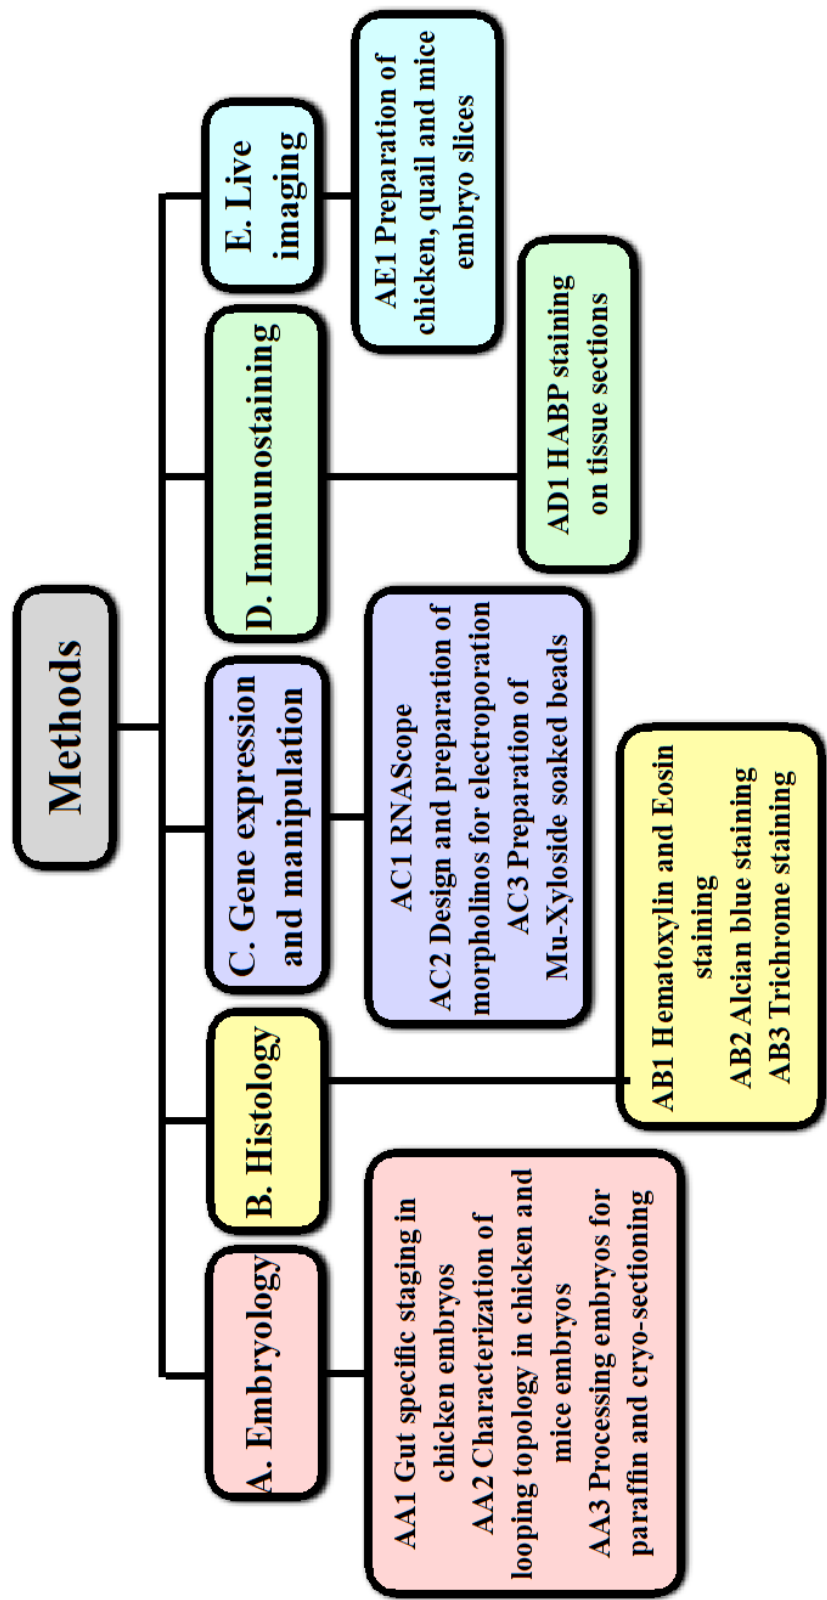 Methods
A. Embryology
B. Histology
C. Gene expression
and manipulation
D. Immunostaining
E. Live
imaging
AA1 Gut specific staging in
chicken embryos
AA2 Characterization of
looping topology in chicken and
mice embryos
AA3 Processing embryos for
paraffin and cryo-sectioning
AB1 Hematoxylin and Eosin
staining
AB2 Alcian blue staining
AB3 Trichrome staining
AC1 RNAScope
AC2 Design and preparation of
morpholinos for electroporation
AC3 Preparation of
Mu-Xyloside soaked beads
AD1 HABP staining
on tissue sections
AE1 Preparation of
chicken, quail and mice
embryo slices